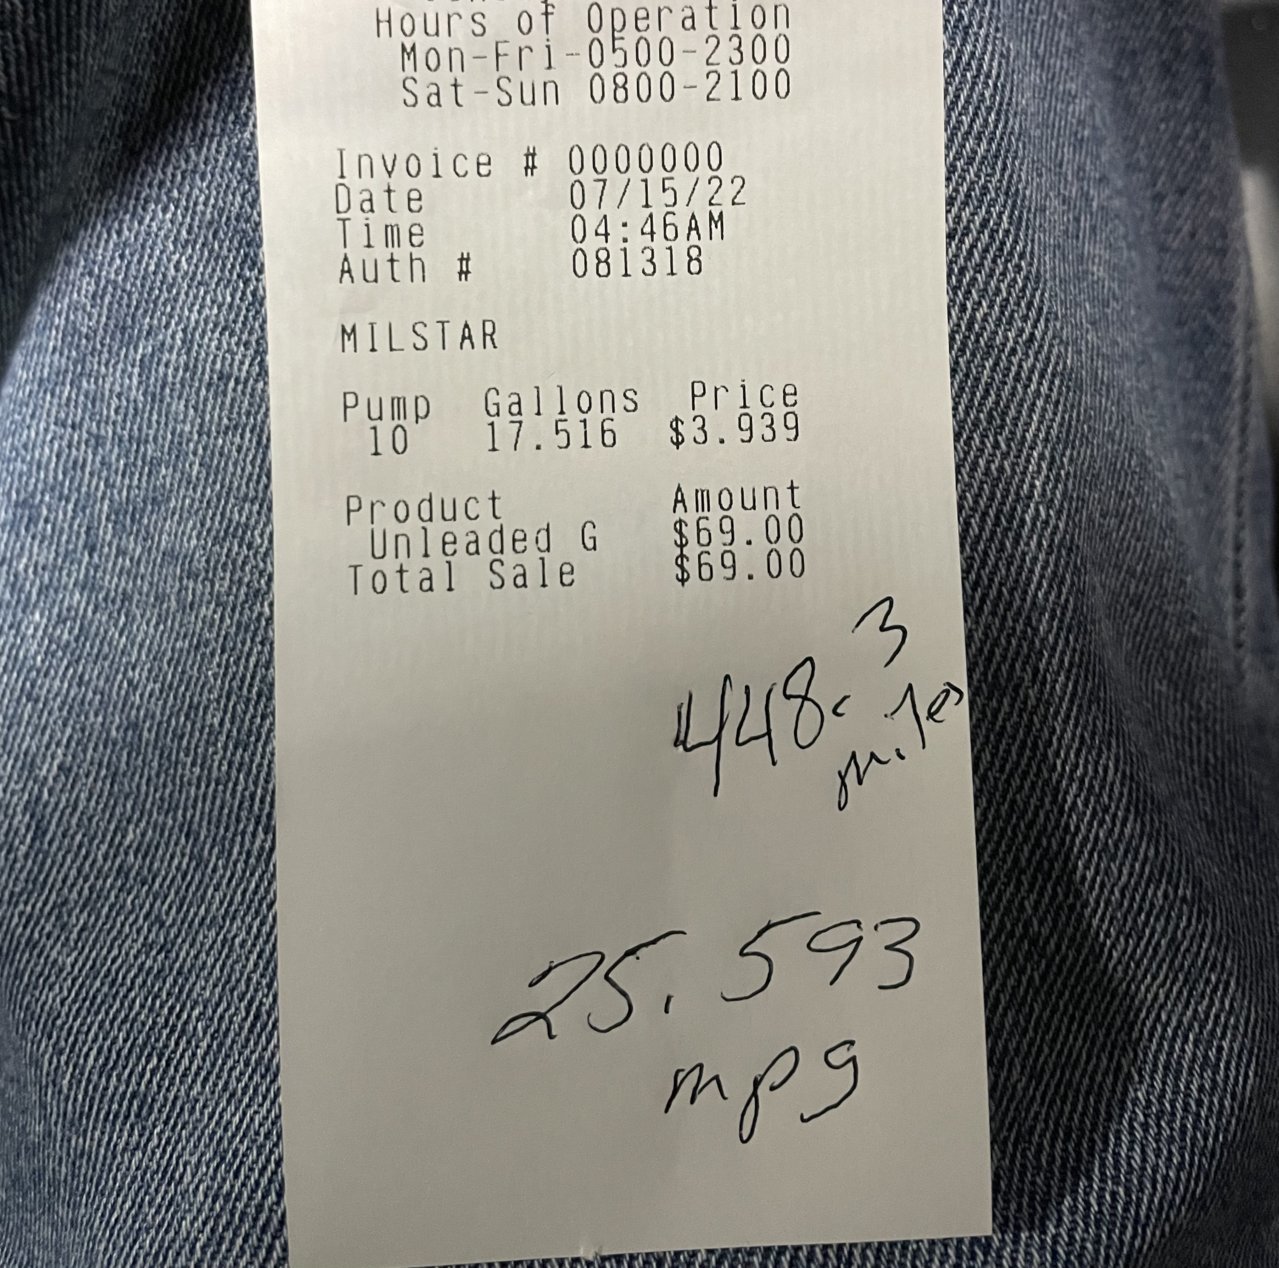 Hours of Operation
Mon-Fri-0500-2300
Sat-Sun 0800-2100
Invoice # 0000000
Date 07/15/22
Time 04:46AM
Auth # 081318
MILSTAR
Pump Gallons Price
10 17.516 $3.939
Product Amount
Unleaded G $69.00
Total Sale $69.00
448.3
miles
25.593
mpg